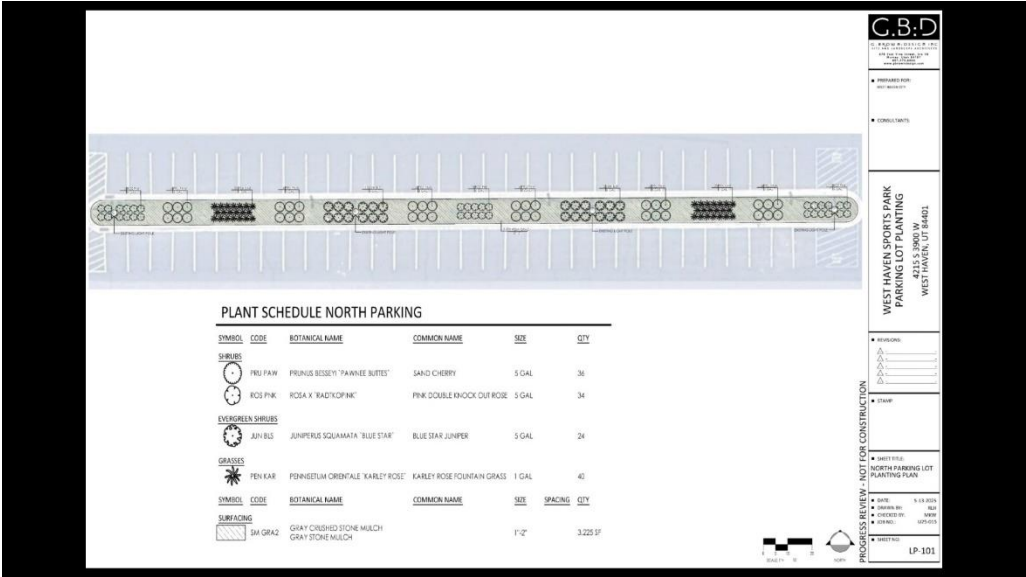 G.B:D
PREPARED FOR:
CONSULTANTS:
WEST HAVEN SPORTS PARK
PARKING LOT PLANTING
4215 S 3900 W
WEST HAVEN, UT 84401
PLANT SCHEDULE NORTH PARKING
SYMBOL CODE BOTANICAL NAME COMMON NAME SIZE QTY
SHRUBS
PRU PAW PRUNUS BESSEYI `PAWNEE BUTTES` SAND CHERRY 5 GAL 36
ROS PNK ROSA X `RADTKOPINK` PINK DOUBLE KNOCK OUT ROSE 5 GAL 34
EVERGREEN SHRUBS
JUN BLS JUNIPERUS SQUAMATA `BLUE STAR` BLUE STAR JUNIPER 5 GAL 24
GRASSES
PEN KAR PENNISETUM ORIENTALE `KARLEY ROSE` KARLEY ROSE FOUNTAIN GRASS 1 GAL 40
SYMBOL CODE BOTANICAL NAME COMMON NAME SIZE SPACING QTY
SURFACING
SM GRA2 GRAY CRUSHED STONE MULCH 1"-2" 3,225 SF
GRAY STONE MULCH
NORTH
REVISIONS:
STAMP
PROGRESS REVIEW - NOT FOR CONSTRUCTION
SHEET TITLE:
NORTH PARKING LOT
PLANTING PLAN
DATE:
DRAWN BY:
CHECKED BY:
JOB NO.:
SHEET NO:
LP-101